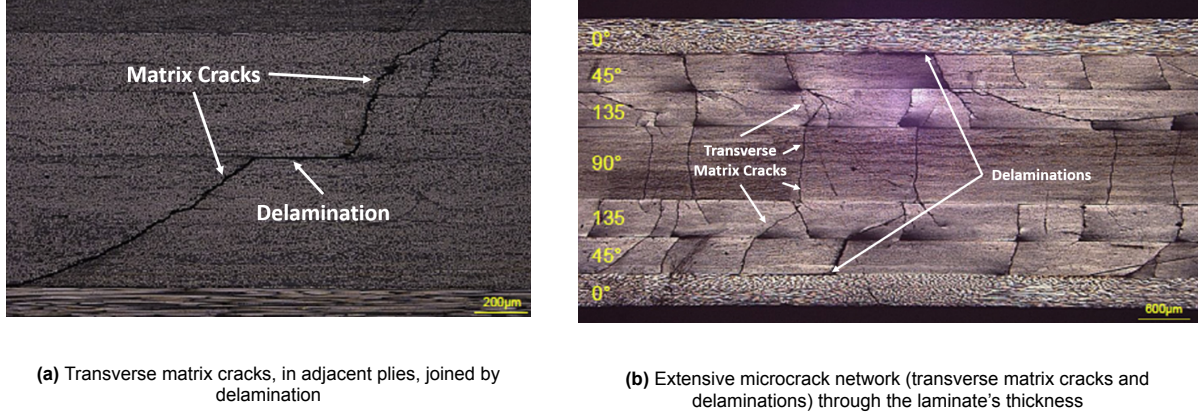 Matrix Cracks
Delamination
200μm
0°
45°
135
90°
135
45°
0°
Transverse
Matrix Cracks
Delaminations
600μm
(a) Transverse matrix cracks, in adjacent plies, joined by
delamination
(b) Extensive microcrack network (transverse matrix cracks and
delaminations) through the laminate's thickness